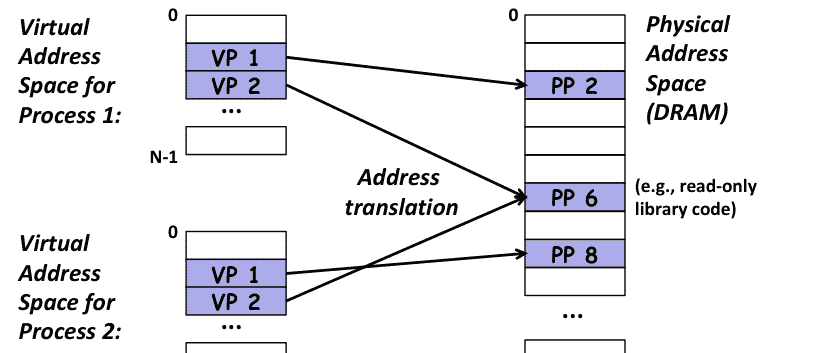 Virtual
Address
Space for
Process 1:
0
VP 1
VP 2
...
N-1
Address
translation
0
PP 2
PP 6
PP 8
...
Physical
Address
Space
(DRAM)
(e.g., read-only
library code)
Virtual
Address
Space for
Process 2:
0
VP 1
VP 2
...